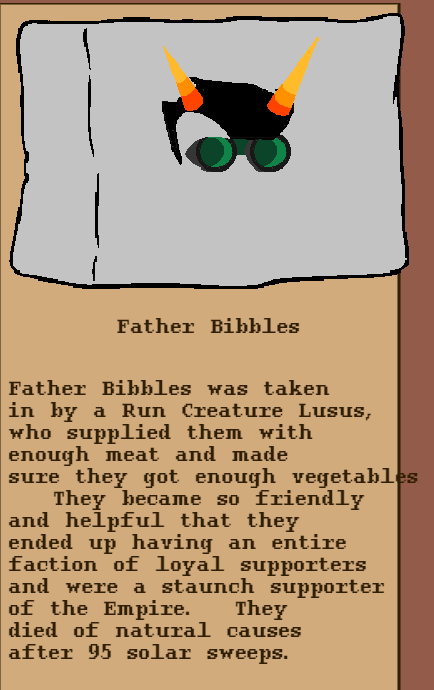 Father Bibbles
Father Bibbles was taken
in by a Run Creature Lusus,
who supplied them with
enough meat and made
sure they got enough vegetables
They became so friendly
and helpful that they
ended up having an entire
faction of loyal supporters
and were a staunch supporter
of the Empire. They
died of natural causes
after 95 solar sweeps.